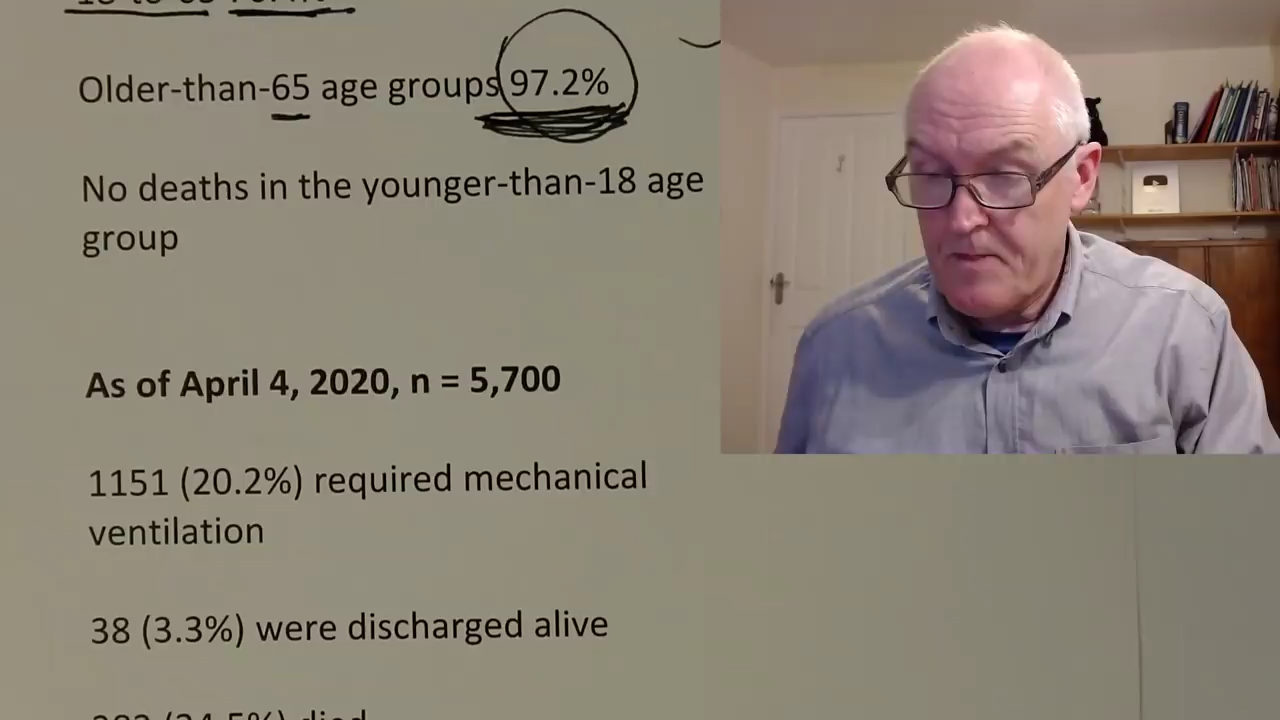 Older-than-65 age groups 97.2%
No deaths in the younger-than-18 age
group
As of April 4, 2020, n = 5,700
1151 (20.2%) required mechanical
ventilation
38 (3.3%) were discharged alive